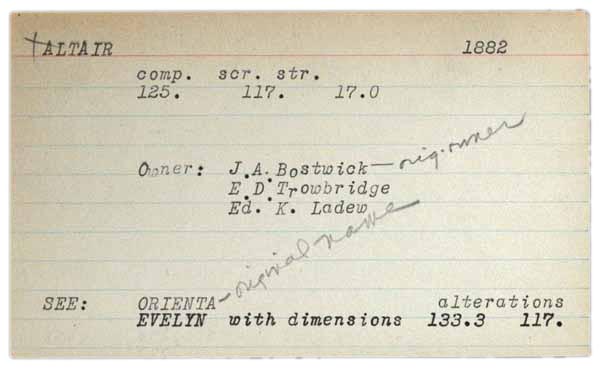 +ALTAIR 1882
comp. scr. str.
125. 117. 17.0
Owner: J.A. Bostwick — orig. owner
E.D. Trowbridge
Ed. K. Ladew
SEE: ORIENTA — original name alterations
EVELYN with dimensions 133.3 117.